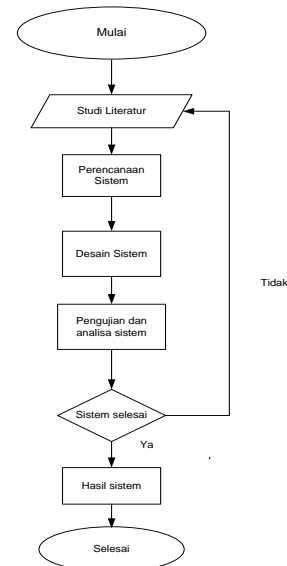 Mulai
Studi Literatur
Perencanaan
Sistem
Desain Sistem
Tidak
Pengujian dan
analisa sistem
Sistem selesai
Ya
Hasil sistem
Selesai